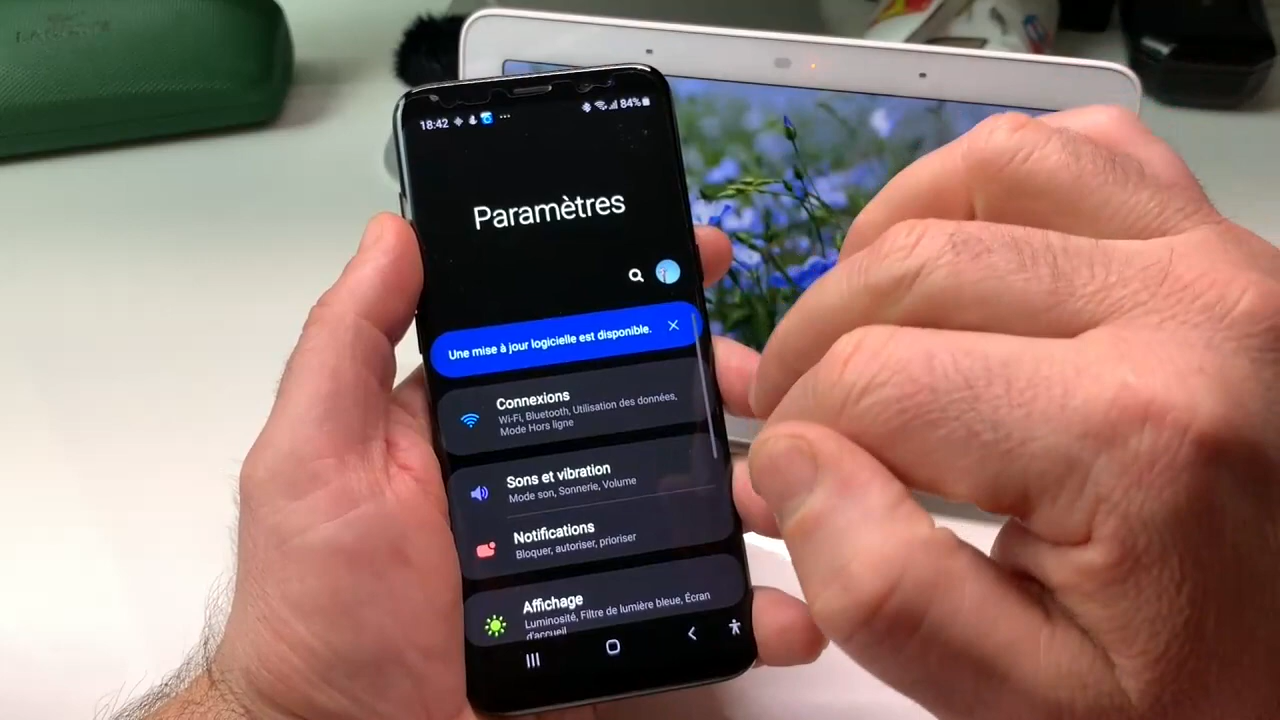 LACOSTE
18:42
84%
Paramètres
Une mise à jour logicielle est disponible.
Connexions
Wi-Fi, Bluetooth, Utilisation des données,
Mode Hors ligne
Sons et vibration
Mode son, Sonnerie, Volume
Notifications
Bloquer, autoriser, prioriser
Affichage
Luminosité, Filtre de lumière bleue, Écran
d'accueil